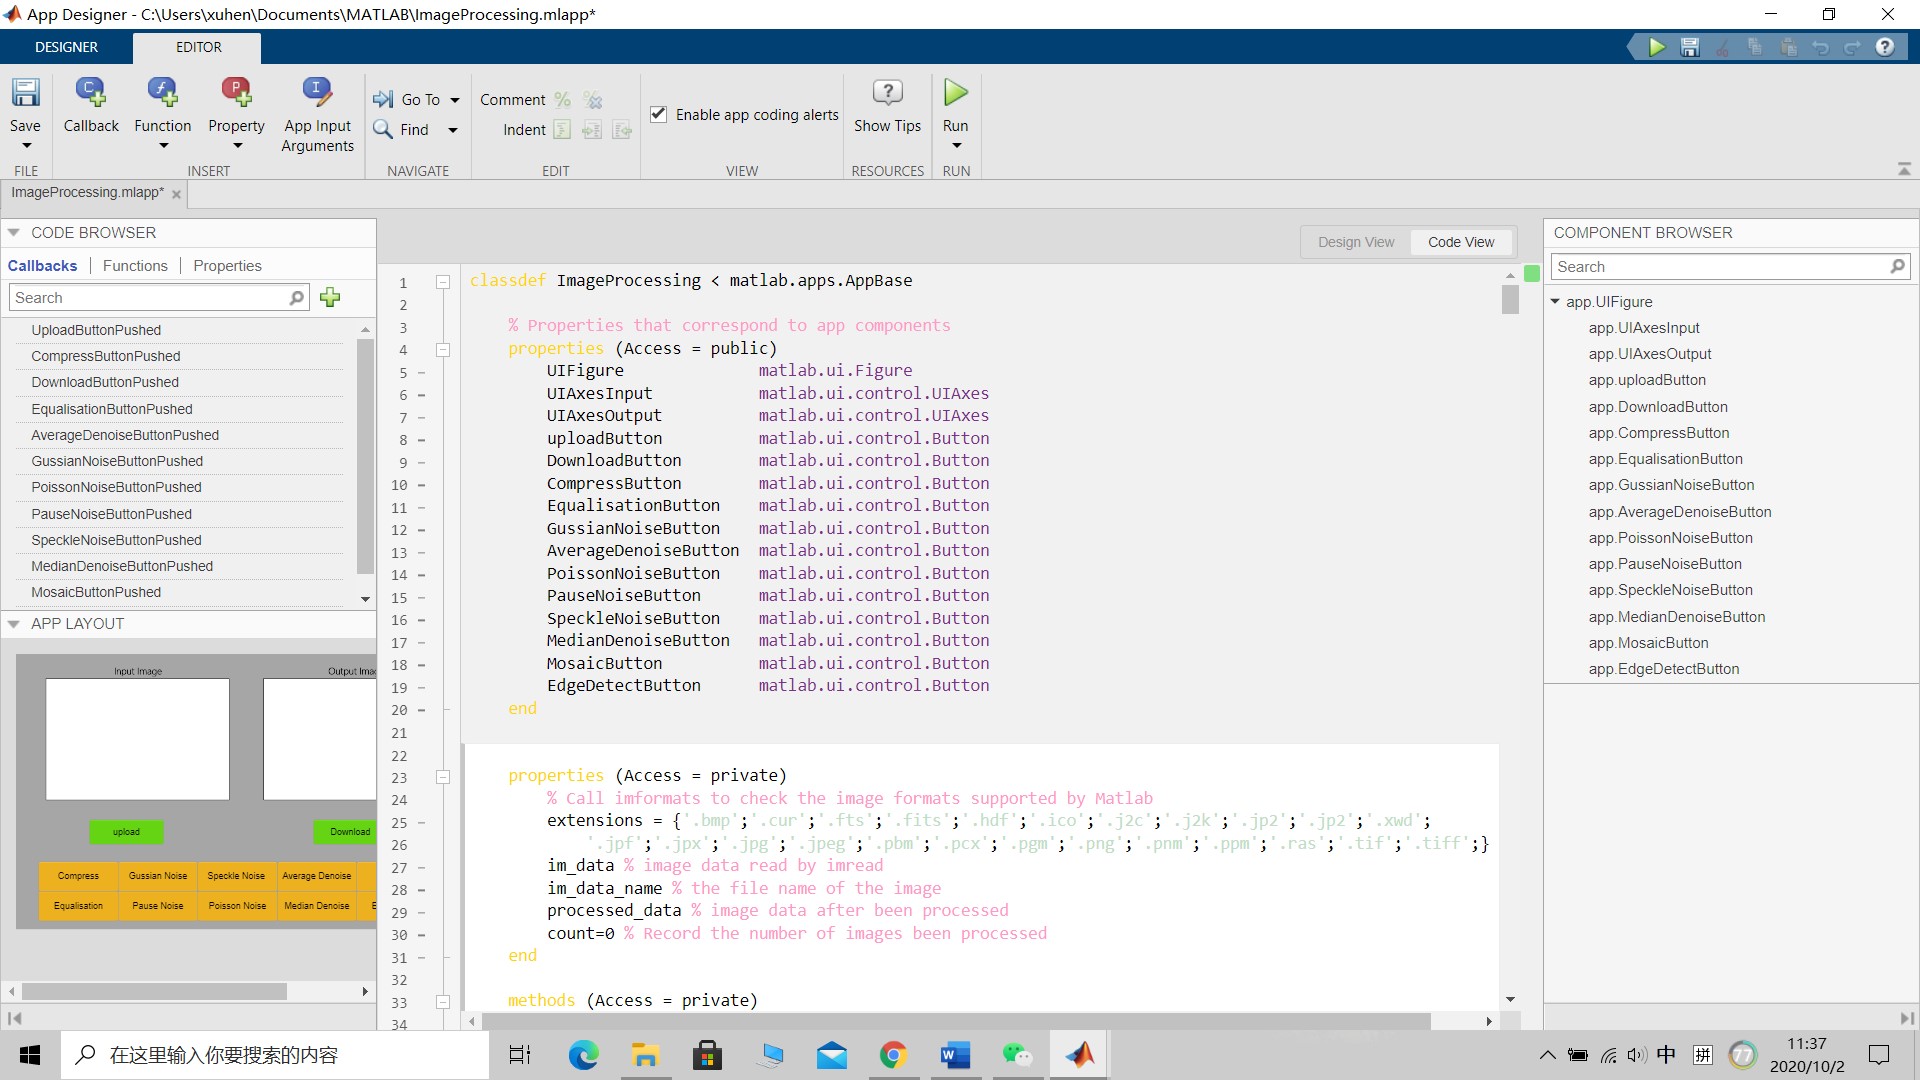 App Designer - C:\Users\xuhen\Documents\MATLAB\ImageProcessing.mlapp*
DESIGNER
EDITOR
Save
Callback
Function
Property
App Input
Arguments
Go To
Find
Comment
Indent
Enable app coding alerts
Show Tips
Run
FILE
INSERT
NAVIGATE
EDIT
VIEW
RESOURCES
RUN
ImageProcessing.mlapp*
CODE BROWSER
Callbacks
Functions
Properties
Search
UploadButtonPushed
CompressButtonPushed
DownloadButtonPushed
EqualisationButtonPushed
AverageDenoiseButtonPushed
GussianNoiseButtonPushed
PoissonNoiseButtonPushed
PauseNoiseButtonPushed
SpeckleNoiseButtonPushed
MedianDenoiseButtonPushed
MosaicButtonPushed
APP LAYOUT
Input Image
Output Ima
upload
Download
Compress
Gussian Noise
Speckle Noise
Average Denoise
Equalisation
Pause Noise
Poisson Noise
Median Denoise
E
Design View
Code View
1 classdef ImageProcessing < matlab.apps.AppBase
2
3 % Properties that correspond to app components
4 properties (Access = public)
5 UIFigure matlab.ui.Figure
6 UIAxesInput matlab.ui.control.UIAxes
7 UIAxesOutput matlab.ui.control.UIAxes
8 uploadButton matlab.ui.control.Button
9 DownloadButton matlab.ui.control.Button
10 CompressButton matlab.ui.control.Button
11 EqualisationButton matlab.ui.control.Button
12 GussianNoiseButton matlab.ui.control.Button
13 AverageDenoiseButton matlab.ui.control.Button
14 PoissonNoiseButton matlab.ui.control.Button
15 PauseNoiseButton matlab.ui.control.Button
16 SpeckleNoiseButton matlab.ui.control.Button
17 MedianDenoiseButton matlab.ui.control.Button
18 MosaicButton matlab.ui.control.Button
19 EdgeDetectButton matlab.ui.control.Button
20 end
21
22
23 properties (Access = private)
24 % Call imformats to check the image formats supported by Matlab
25 extensions = {'.bmp';'.cur';'.fts';'.fits';'.hdf';'.ico';'.j2c';'.j2k';'.jp2';'.jp2';'.xwd';
26 '.jpf';'.jpx';'.jpg';'.jpeg';'.pbm';'.pcx';'.pgm';'.png';'.pnm';'.ppm';'.ras';'.tif';'.tiff';}
27 im_data % image data read by imread
28 im_data_name % the file name of the image
29 processed_data % image data after been processed
30 count=0 % Record the number of images been processed
31 end
32
33 methods (Access = private)
34
COMPONENT BROWSER
Search
app.UIFigure
app.UIAxesInput
app.UIAxesOutput
app.uploadButton
app.DownloadButton
app.CompressButton
app.EqualisationButton
app.GussianNoiseButton
app.AverageDenoiseButton
app.PoissonNoiseButton
app.PauseNoiseButton
app.SpeckleNoiseButton
app.MedianDenoiseButton
app.MosaicButton
app.EdgeDetectButton
在这里输入你要搜索的内容
中
拼
77
11:37
2020/10/2